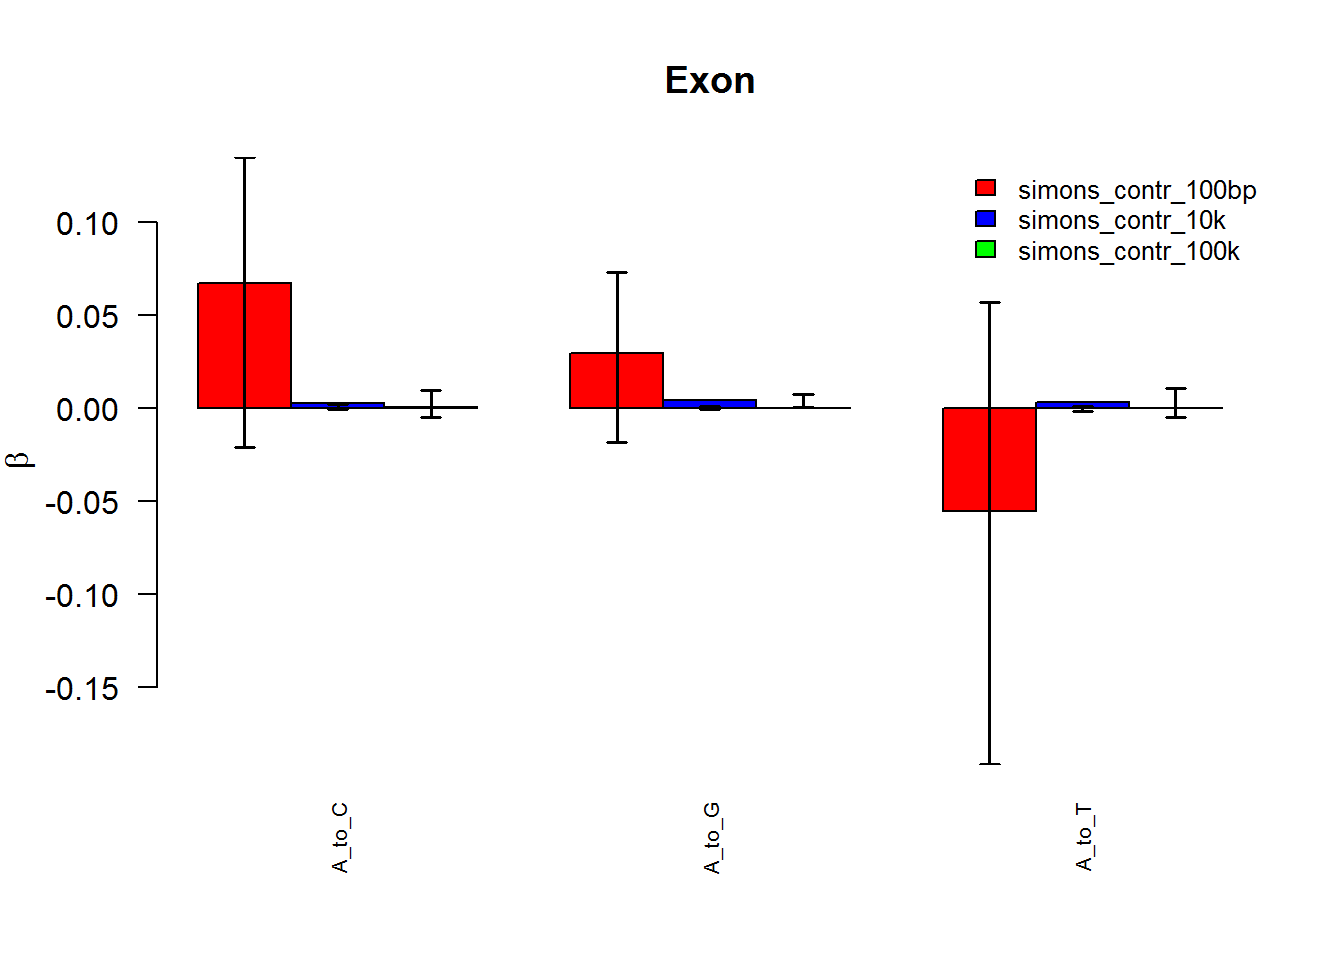 Exon
simons_contr_100bp
simons_contr_10k
simons_contr_100k
0.10
0.05
0.00
-0.05
-0.10
-0.15
β
A_to_C
A_to_G
A_to_T